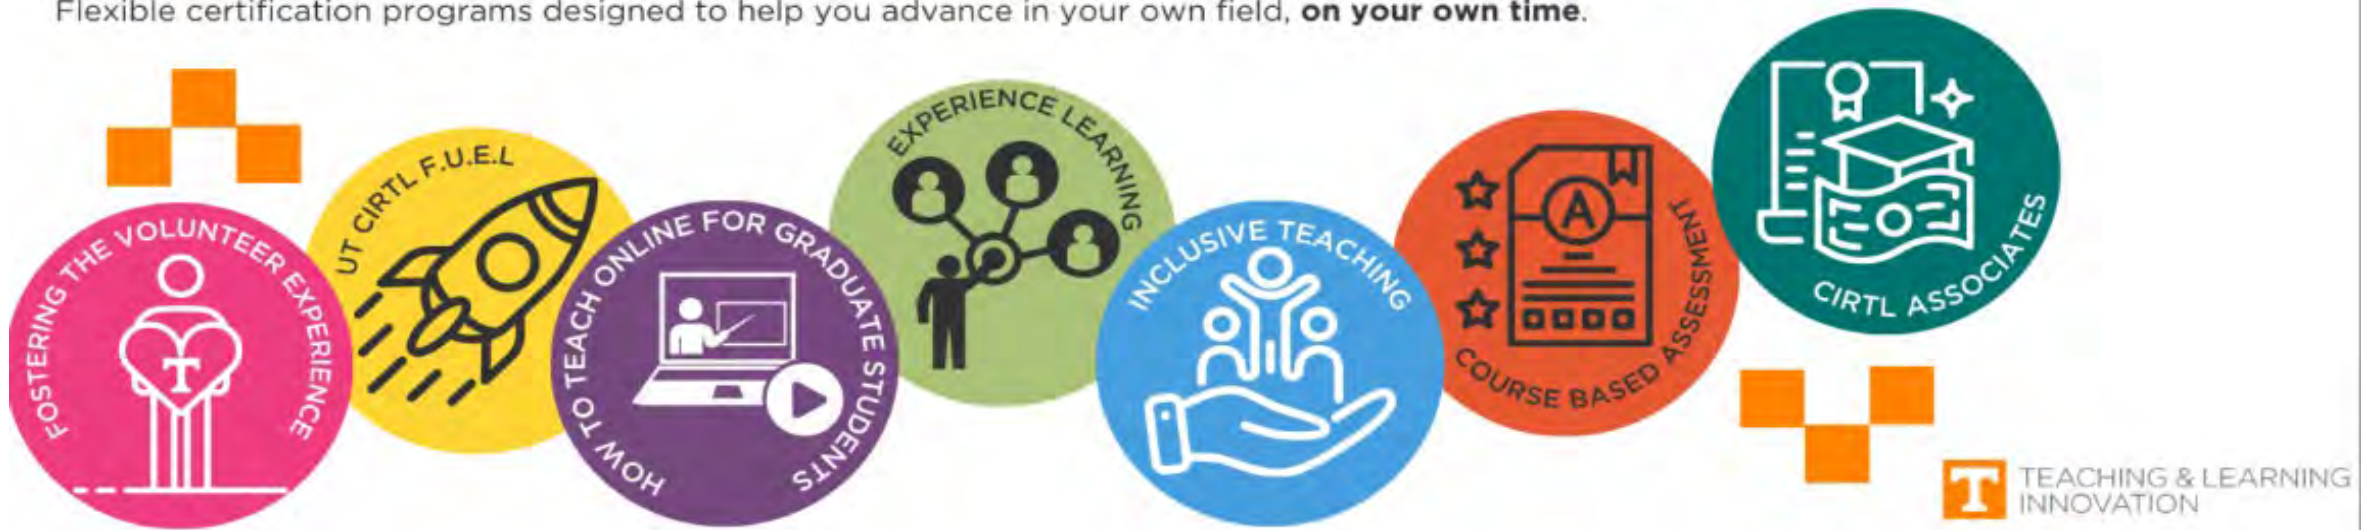 Flexible certification programs designed to help you advance in your own field, on your own time.
FOSTERING THE VOLUNTEER EXPERIENCE
T
UT CIRTL F.U.E.L
HOW TO TEACH ONLINE FOR GRADUATE STUDENTS
EXPERIENCE LEARNING
INCLUSIVE TEACHING
A
COURSE BASED ASSESSMENT
CIRTL ASSOCIATES
T
TEACHING & LEARNING
INNOVATION